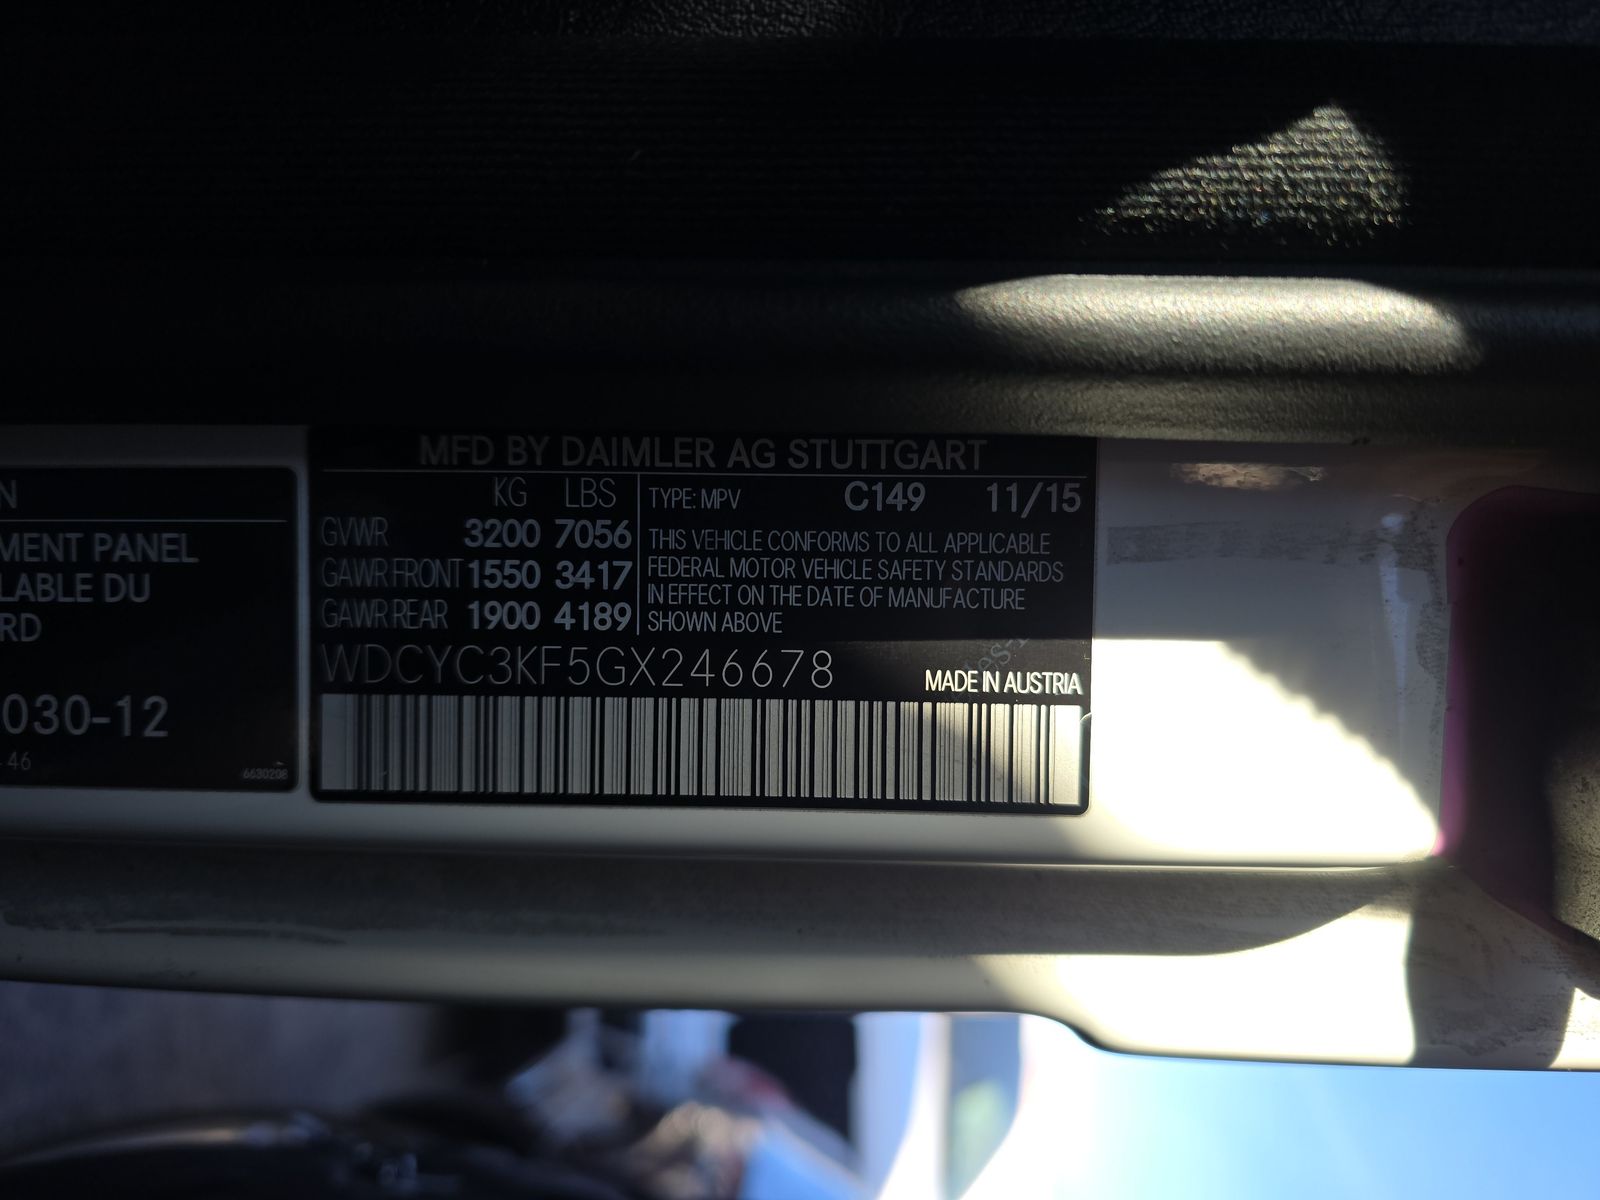 N
MENT PANEL
LABLE DU
RD
030-12
46
6630208
MFD BY DAIMLER AG STUTTGART
KG LBS
GVWR 3200 7056
GAWR FRONT 1550 3417
GAWR REAR 1900 4189
TYPE: MPV C149 11/15
THIS VEHICLE CONFORMS TO ALL APPLICABLE
FEDERAL MOTOR VEHICLE SAFETY STANDARDS
IN EFFECT ON THE DATE OF MANUFACTURE
SHOWN ABOVE
WDCYC3KF5GX246678
MADE IN AUSTRIA